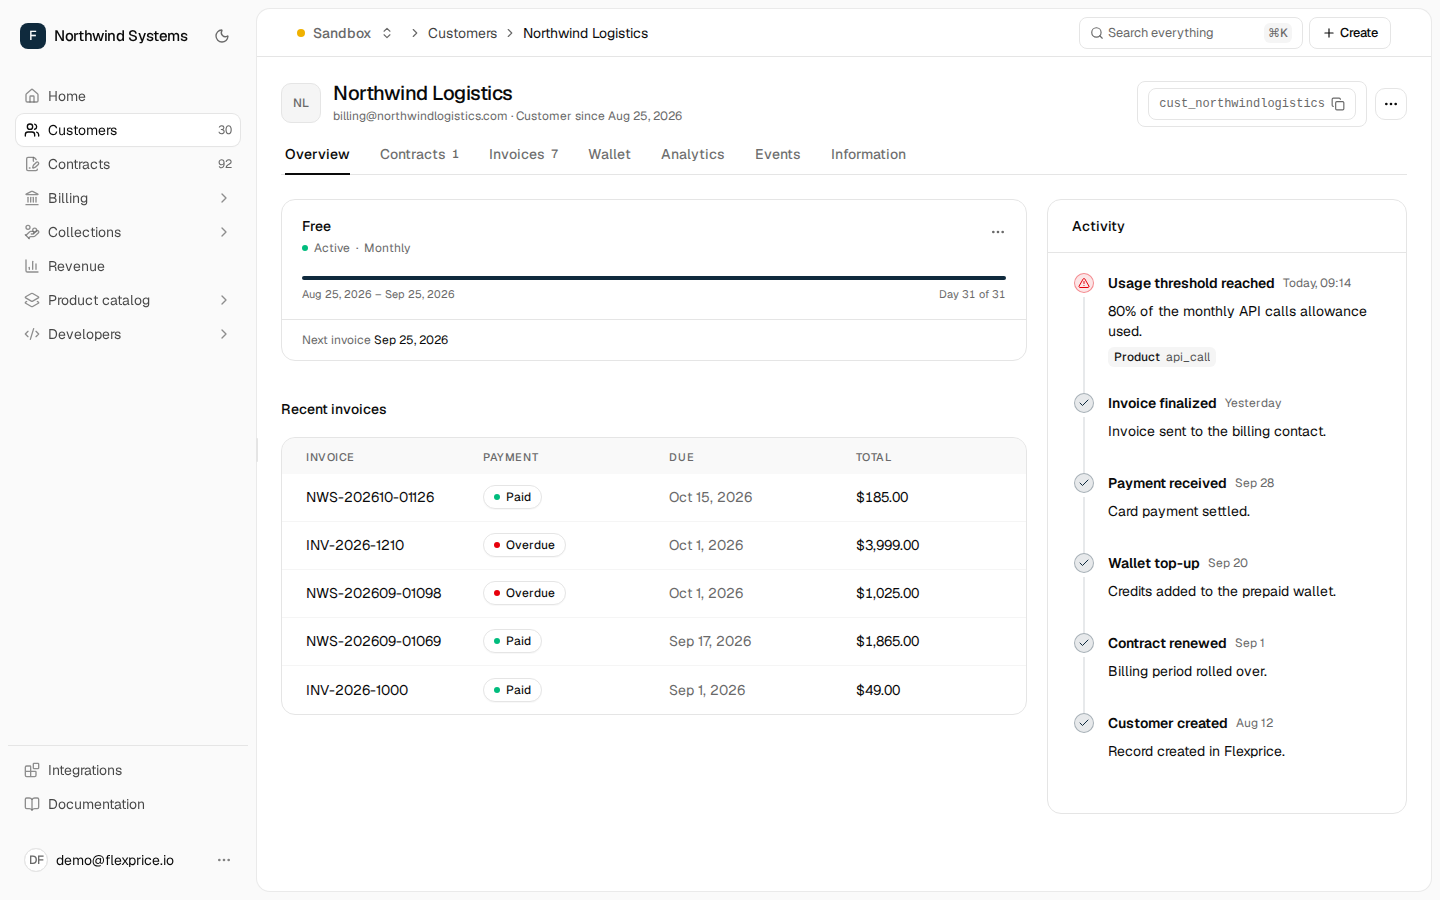 F Northwind Systems
Home
Customers 30
Contracts 92
Billing
Collections
Revenue
Product catalog
Developers
Integrations
Documentation
DF demo@flexprice.io
Sandbox Customers Northwind Logistics
Search everything ⌘K
Create
NL
Northwind Logistics
billing@northwindlogistics.com · Customer since Aug 25, 2026
cust_northwindlogistics
Overview Contracts 1 Invoices 7 Wallet Analytics Events Information
Free
Active · Monthly
Aug 25, 2026 – Sep 25, 2026 Day 31 of 31
Next invoice Sep 25, 2026
Recent invoices
INVOICE PAYMENT DUE TOTAL
NWS-202610-01126 Paid Oct 15, 2026 $185.00
INV-2026-1210 Overdue Oct 1, 2026 $3,999.00
NWS-202609-01098 Overdue Oct 1, 2026 $1,025.00
NWS-202609-01069 Paid Sep 17, 2026 $1,865.00
INV-2026-1000 Paid Sep 1, 2026 $49.00
Activity
Usage threshold reached Today, 09:14
80% of the monthly API calls allowance
used.
Product api_call
Invoice finalized Yesterday
Invoice sent to the billing contact.
Payment received Sep 28
Card payment settled.
Wallet top-up Sep 20
Credits added to the prepaid wallet.
Contract renewed Sep 1
Billing period rolled over.
Customer created Aug 12
Record created in Flexprice.